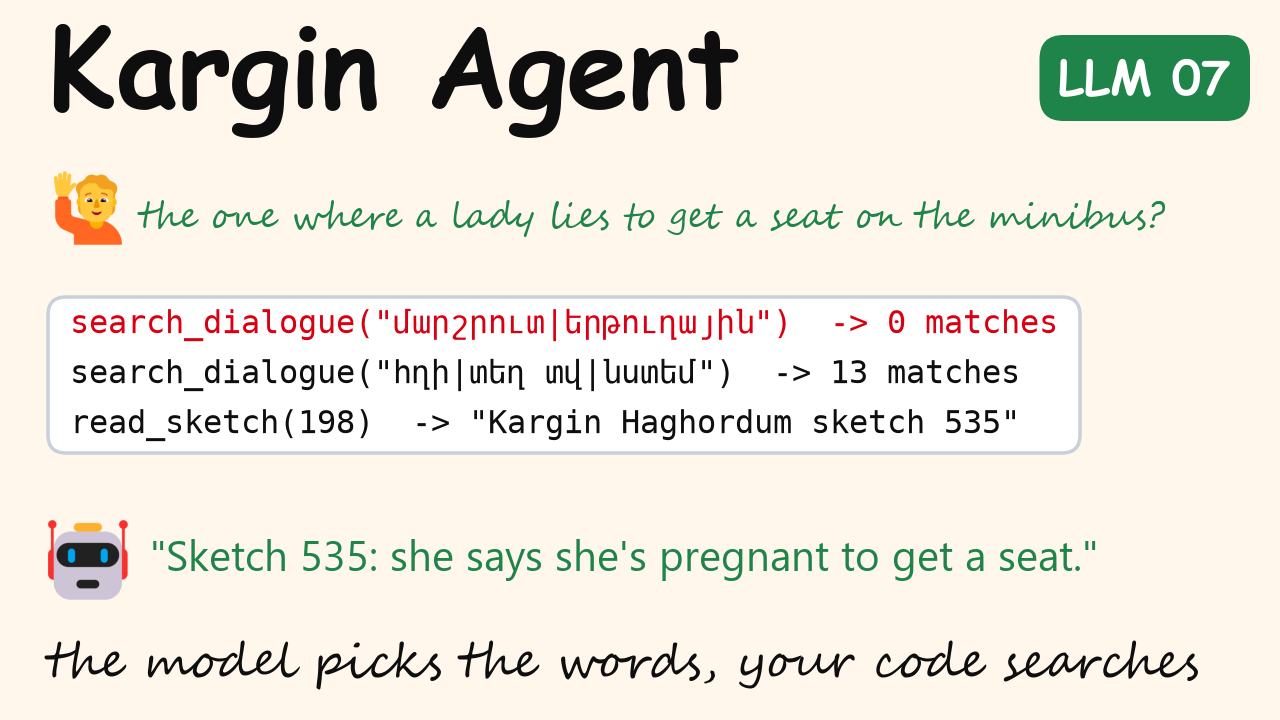 Kargin Agent
LLM 07
the one where a lady lies to get a seat on the minibus?
search_dialogue("մարշրուտ|երթուղային") -> 0 matches
search_dialogue("հղի|տեղ տվ|նստեմ") -> 13 matches
read_sketch(198) -> "Kargin Haghordum sketch 535"
"Sketch 535: she says she's pregnant to get a seat."
the model picks the words, your code searches